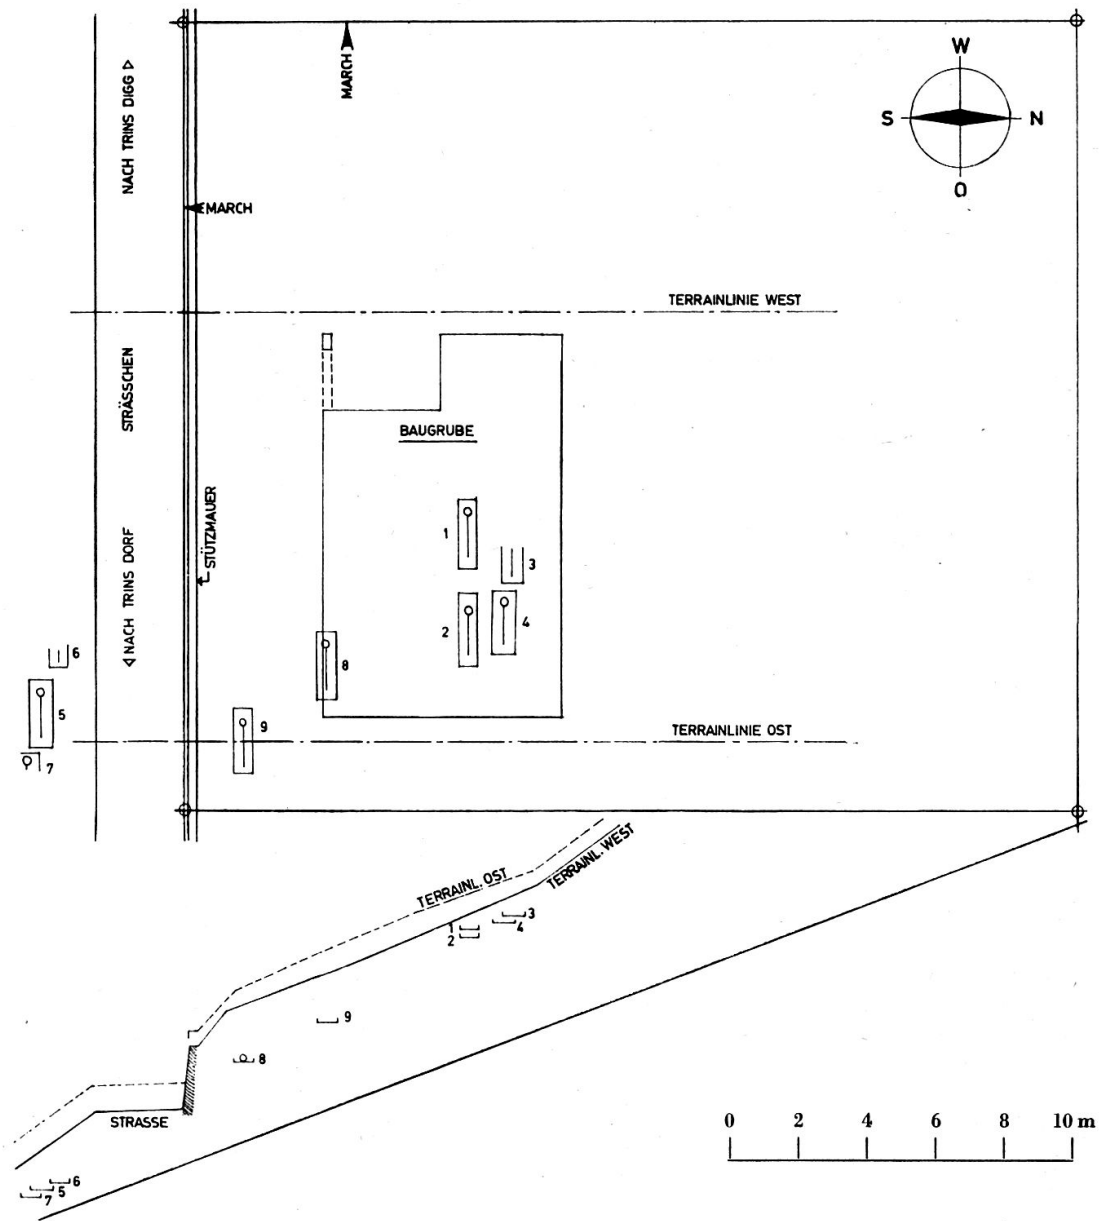 NACH TRINS DIGG ▷
MARCH
W
S
N
O
MARCH
TERRAINLINIE WEST
STRÄSSCHEN
BAUGRUBE
STÜTZMAUER
◁ NACH TRINS DORF
1
3
2
4
6
8
5
9
7
TERRAINLINIE OST
TERRAINL. OST
TERRAINL. WEST
3
1
4
2
9
8
STRASSE
6
5
7
0 2 4 6 8 10 m